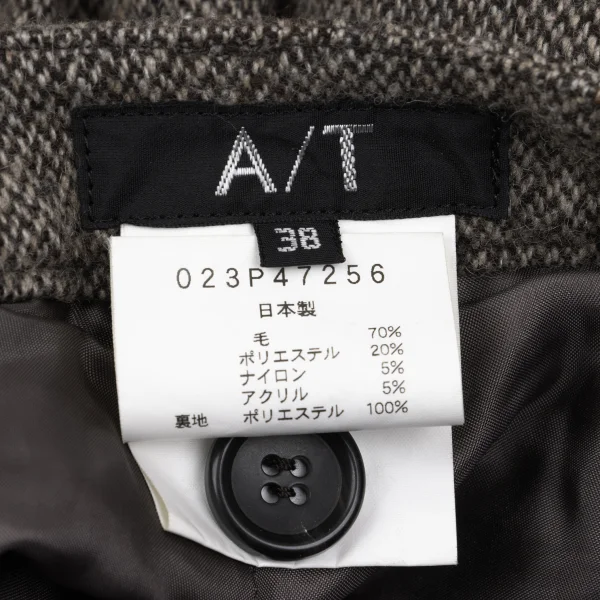 A/T
38
023P47256
日本製
毛 70%
ポリエステル 20%
ナイロン 5%
アクリル 5%
裏地 ポリエステル 100%